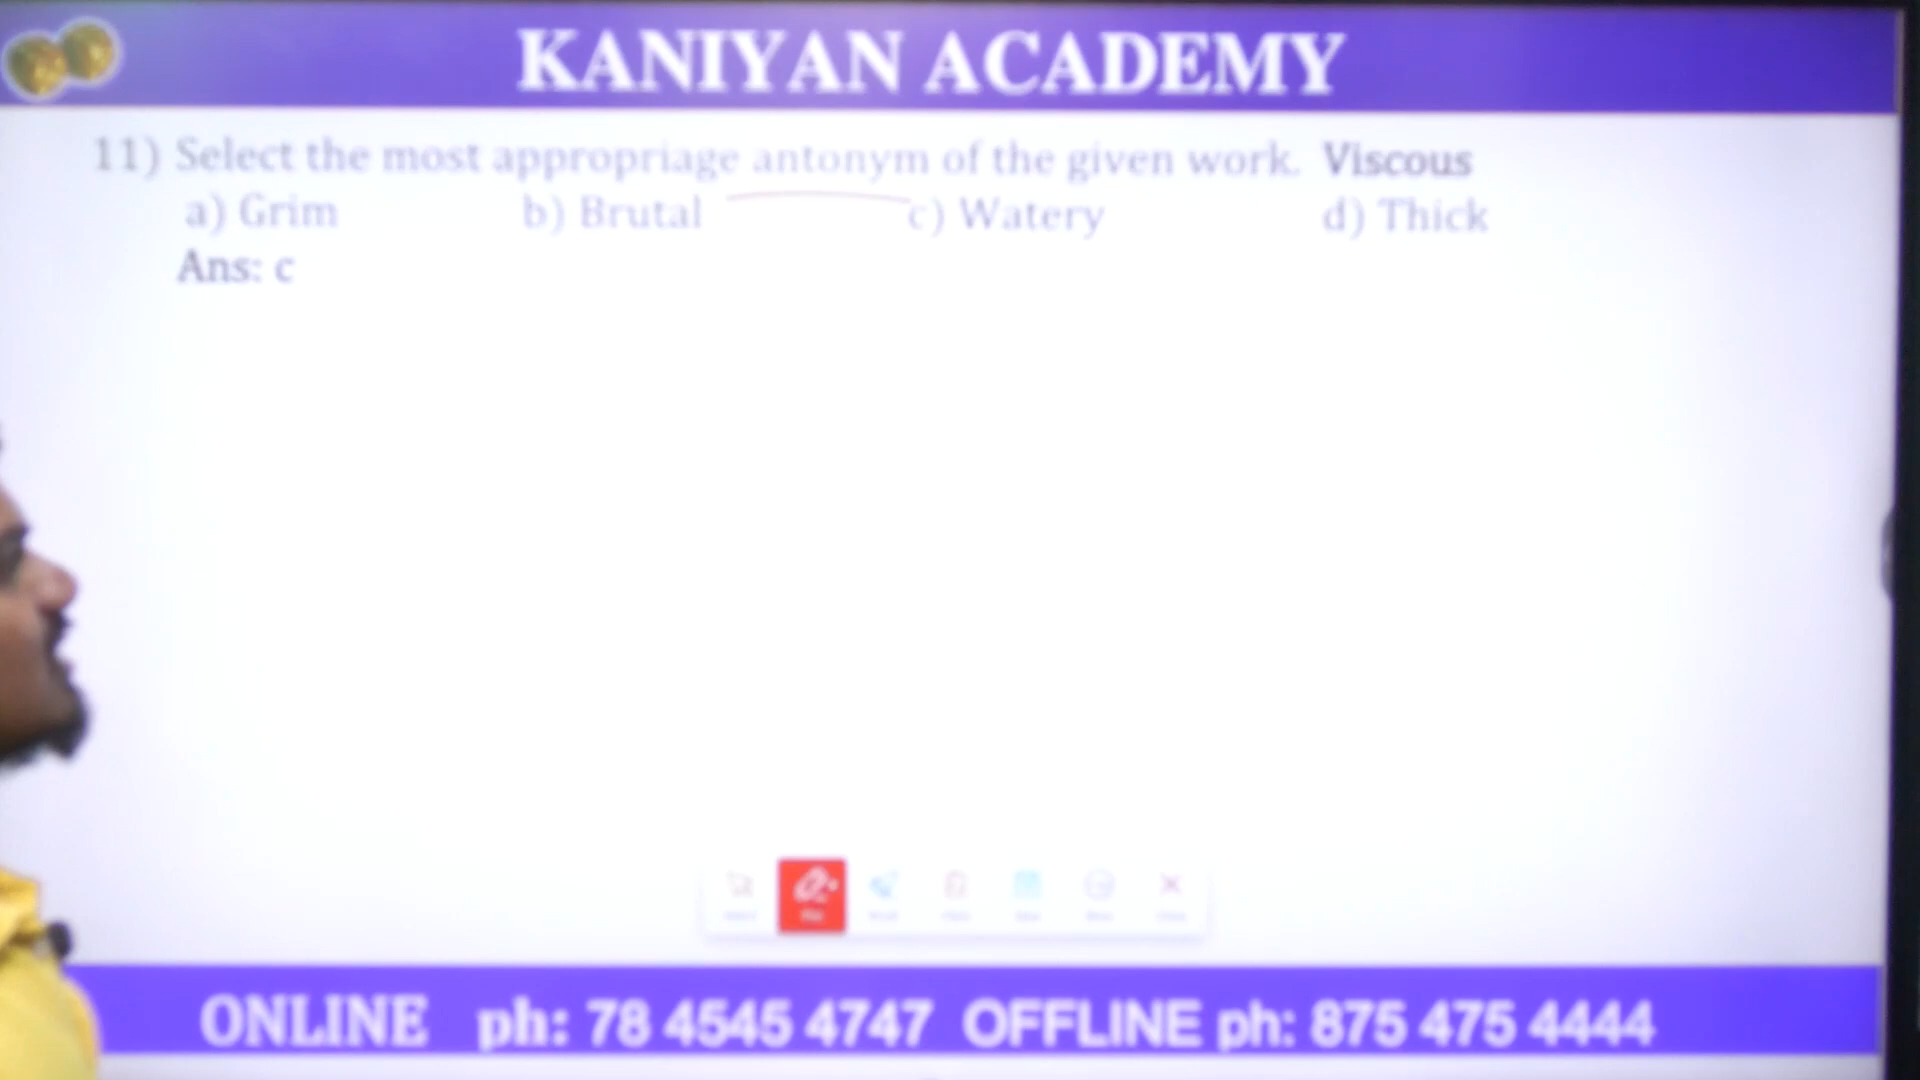 KANIYAN ACADEMY
11) Select the most appropriage antonym of the given work. Viscous
a) Grim b) Brutal c) Watery d) Thick
Ans: c
ONLINE ph: 78 4545 4747 OFFLINE ph: 875 475 4444